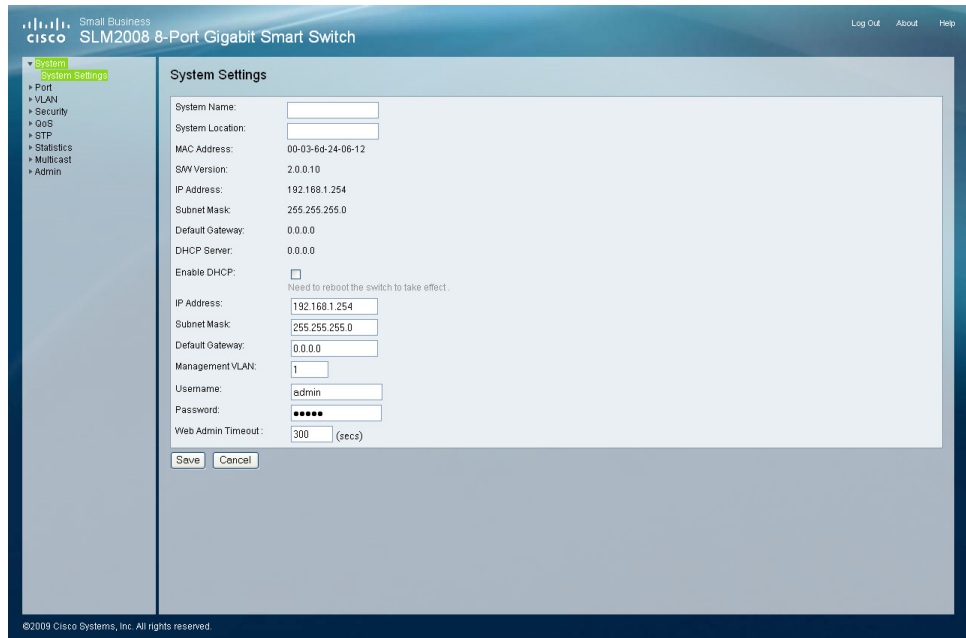 Small Business
CISCO SLM2008 8-Port Gigabit Smart Switch
Log Out About Help
System
System Settings
Port
VLAN
Security
QoS
STP
Statistics
Multicast
Admin
System Settings
System Name:
System Location:
MAC Address: 00-03-6d-24-06-12
S/W Version: 2.0.0.10
IP Address: 192.168.1.254
Subnet Mask: 255.255.255.0
Default Gateway: 0.0.0.0
DHCP Server: 0.0.0.0
Enable DHCP:
Need to reboot the switch to take effect .
IP Address: 192.168.1.254
Subnet Mask: 255.255.255.0
Default Gateway: 0.0.0.0
Management VLAN: 1
Username: admin
Password: •••••
Web Admin Timeout : 300 (secs)
Save Cancel
©2009 Cisco Systems, Inc. All rights reserved.